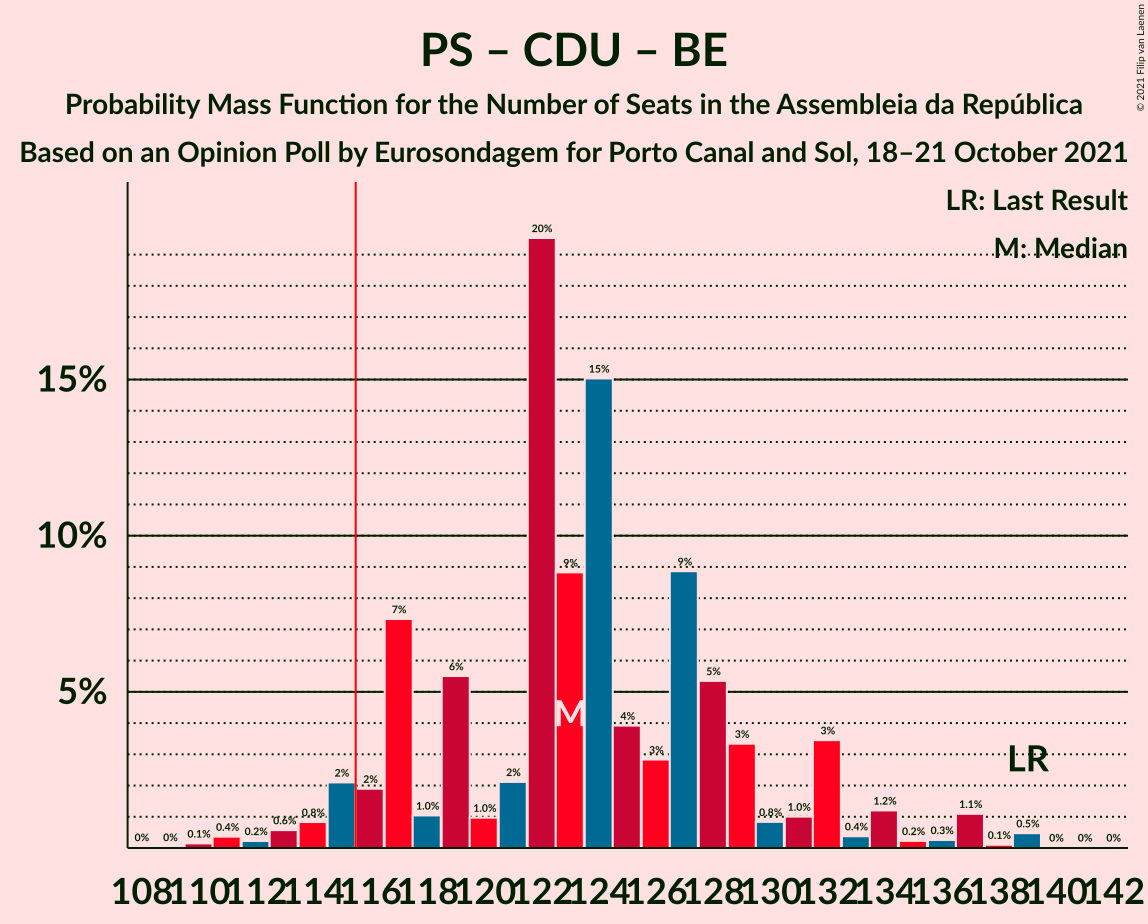 PS – CDU – BE
Probability Mass Function for the Number of Seats in the Assembleia da República
Based on an Opinion Poll by Eurosondagem for Porto Canal and Sol, 18–21 October 2021
© 2021 Filip van Laenen
LR: Last Result
M: Median
15%
10%
5%
0% 0% 0.1% 0.4% 0.2% 0.6% 0.8% 2% 2% 7% 1.0% 6% 1.0% 2% 20% 9% 15% 4% 3% 9% 5% 3% 0.8% 1.0% 3% 0.4% 1.2% 0.2% 0.3% 1.1% 0.1% 0.5% 0% 0% 0%
M
LR
108 110 112 114 116 118 120 122 124 126 128 130 132 134 136 138 140 142